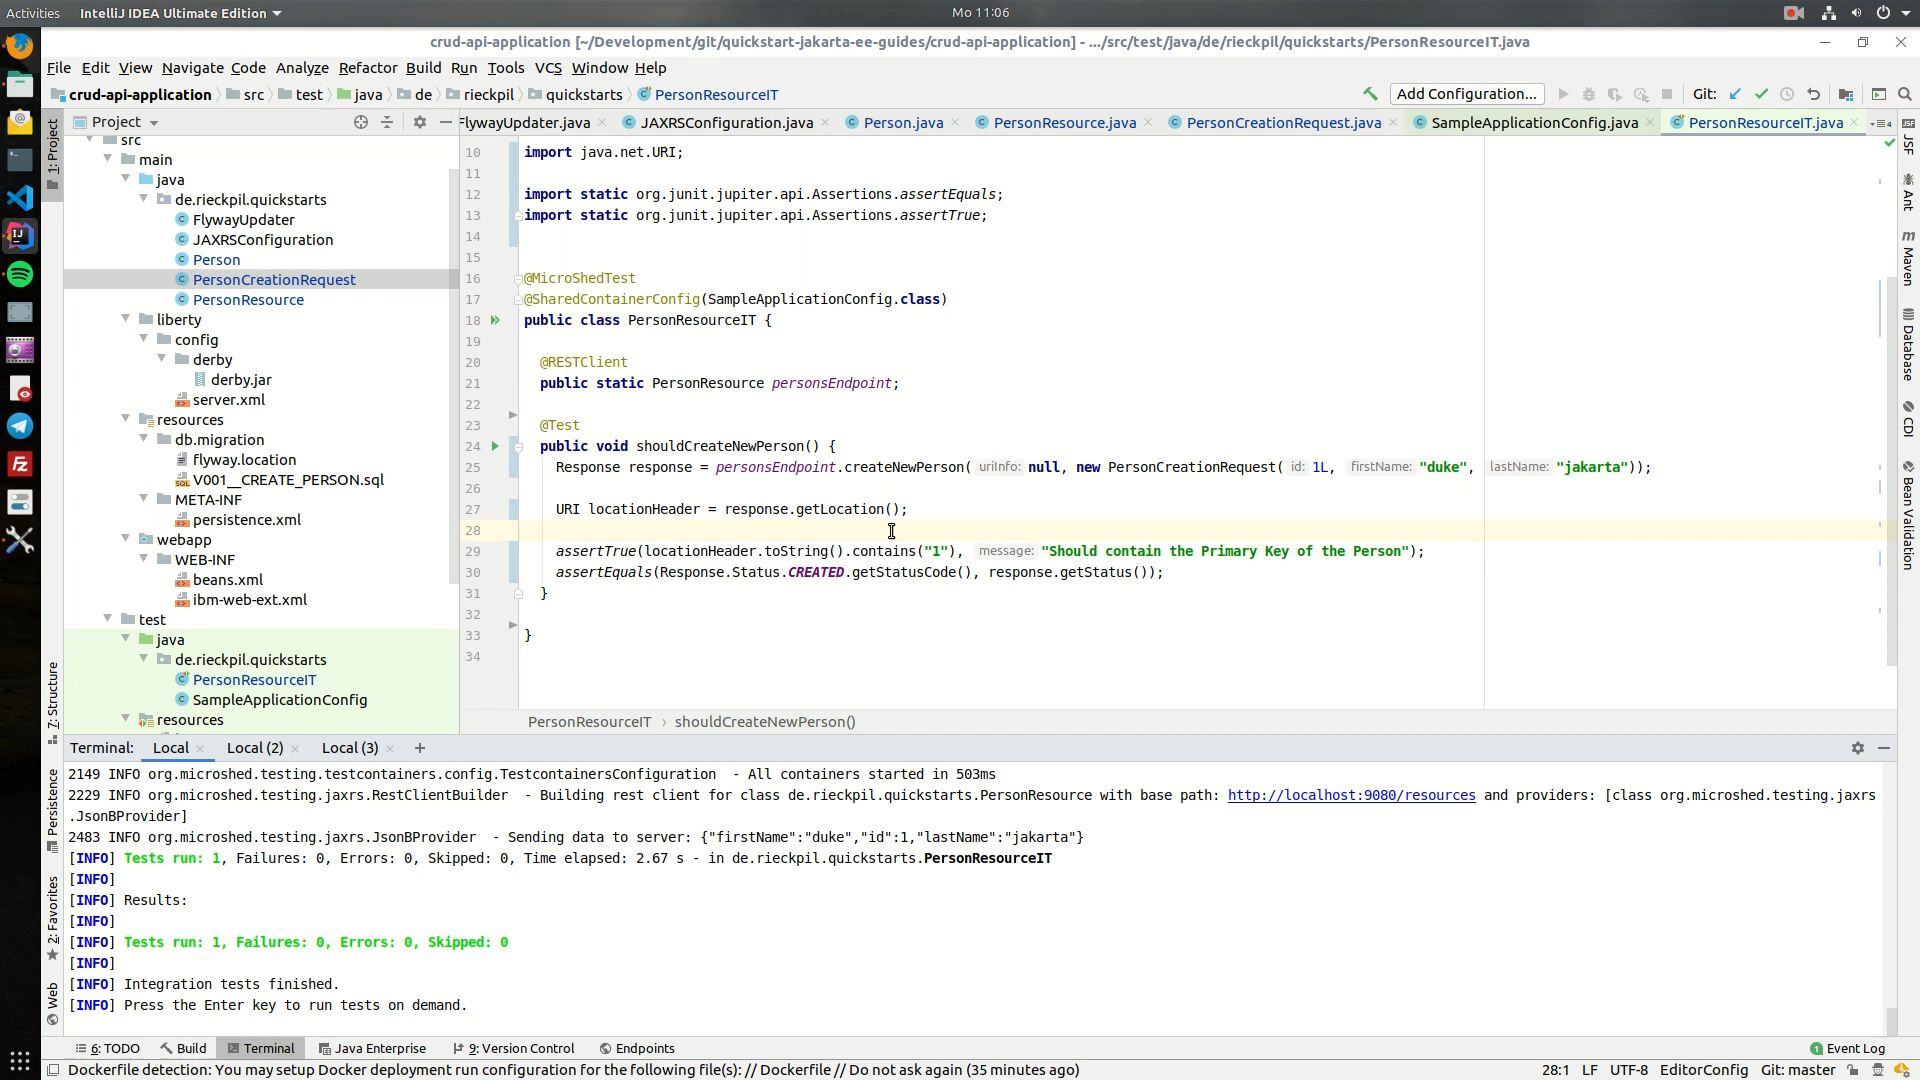 Activities IntelliJ IDEA Ultimate Edition Mo 11:06
crud-api-application [~/Development/git/quickstart-jakarta-ee-guides/crud-api-application] - .../src/test/java/de/rieckpil/quickstarts/PersonResourceIT.java
File Edit View Navigate Code Analyze Refactor Build Run Tools VCS Window Help
crud-api-application src test java de rieckpil quickstarts PersonResourceIT Add Configuration... Git:
Project FlywayUpdater.java JAXRSConfiguration.java Person.java PersonResource.java PersonCreationRequest.java SampleApplicationConfig.java PersonResourceIT.java
1: Project
7: Structure
Persistence
2: Favorites
Web
src
main
java
de.rieckpil.quickstarts
FlywayUpdater
JAXRSConfiguration
Person
PersonCreationRequest
PersonResource
liberty
config
derby
derby.jar
server.xml
resources
db.migration
flyway.location
V001__CREATE_PERSON.sql
META-INF
persistence.xml
webapp
WEB-INF
beans.xml
ibm-web-ext.xml
test
java
de.rieckpil.quickstarts
PersonResourceIT
SampleApplicationConfig
resources
10 import java.net.URI;
11
12 import static org.junit.jupiter.api.Assertions.assertEquals;
13 import static org.junit.jupiter.api.Assertions.assertTrue;
14
15
16 @MicroShedTest
17 @SharedContainerConfig(SampleApplicationConfig.class)
18 public class PersonResourceIT {
19
20 @RESTClient
21 public static PersonResource personsEndpoint;
22
23 @Test
24 public void shouldCreateNewPerson() {
25 Response response = personsEndpoint.createNewPerson( uriInfo: null, new PersonCreationRequest( id: 1L, firstName: "duke", lastName: "jakarta"));
26
27 URI locationHeader = response.getLocation();
28
29 assertTrue(locationHeader.toString().contains("1"), message: "Should contain the Primary Key of the Person");
30 assertEquals(Response.Status.CREATED.getStatusCode(), response.getStatus());
31 }
32
33 }
34
PersonResourceIT › shouldCreateNewPerson()
JSF
Ant
Maven
Database
CDI
Bean Validation
Terminal: Local Local (2) Local (3) +
2149 INFO org.microshed.testing.testcontainers.config.TestcontainersConfiguration - All containers started in 503ms
2229 INFO org.microshed.testing.jaxrs.RestClientBuilder - Building rest client for class de.rieckpil.quickstarts.PersonResource with base path: http://localhost:9080/resources and providers: [class org.microshed.testing.jaxrs
.JsonBProvider]
2483 INFO org.microshed.testing.jaxrs.JsonBProvider - Sending data to server: {"firstName":"duke","id":1,"lastName":"jakarta"}
[INFO] Tests run: 1, Failures: 0, Errors: 0, Skipped: 0, Time elapsed: 2.67 s - in de.rieckpil.quickstarts.PersonResourceIT
[INFO]
[INFO] Results:
[INFO]
[INFO] Tests run: 1, Failures: 0, Errors: 0, Skipped: 0
[INFO]
[INFO] Integration tests finished.
[INFO] Press the Enter key to run tests on demand.
6: TODO Build Terminal Java Enterprise 9: Version Control Endpoints 1 Event Log
Dockerfile detection: You may setup Docker deployment run configuration for the following file(s): // Dockerfile // Do not ask again (35 minutes ago) 28:1 LF UTF-8 EditorConfig Git: master